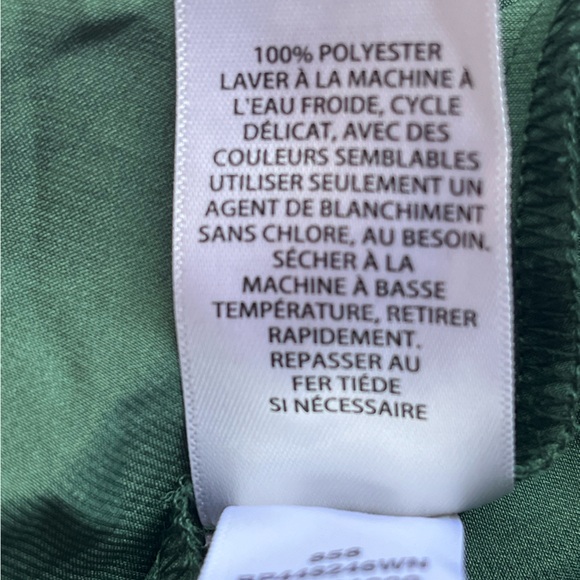 100% POLYESTER
LAVER À LA MACHINE À
L'EAU FROIDE, CYCLE
DÉLICAT, AVEC DES
COULEURS SEMBLABLES
UTILISER SEULEMENT UN
AGENT DE BLANCHIMENT
SANS CHLORE, AU BESOIN.
SÉCHER À LA
MACHINE À BASSE
TEMPÉRATURE, RETIRER
RAPIDEMENT.
REPASSER AU
FER TIÉDE
SI NÉCESSAIRE